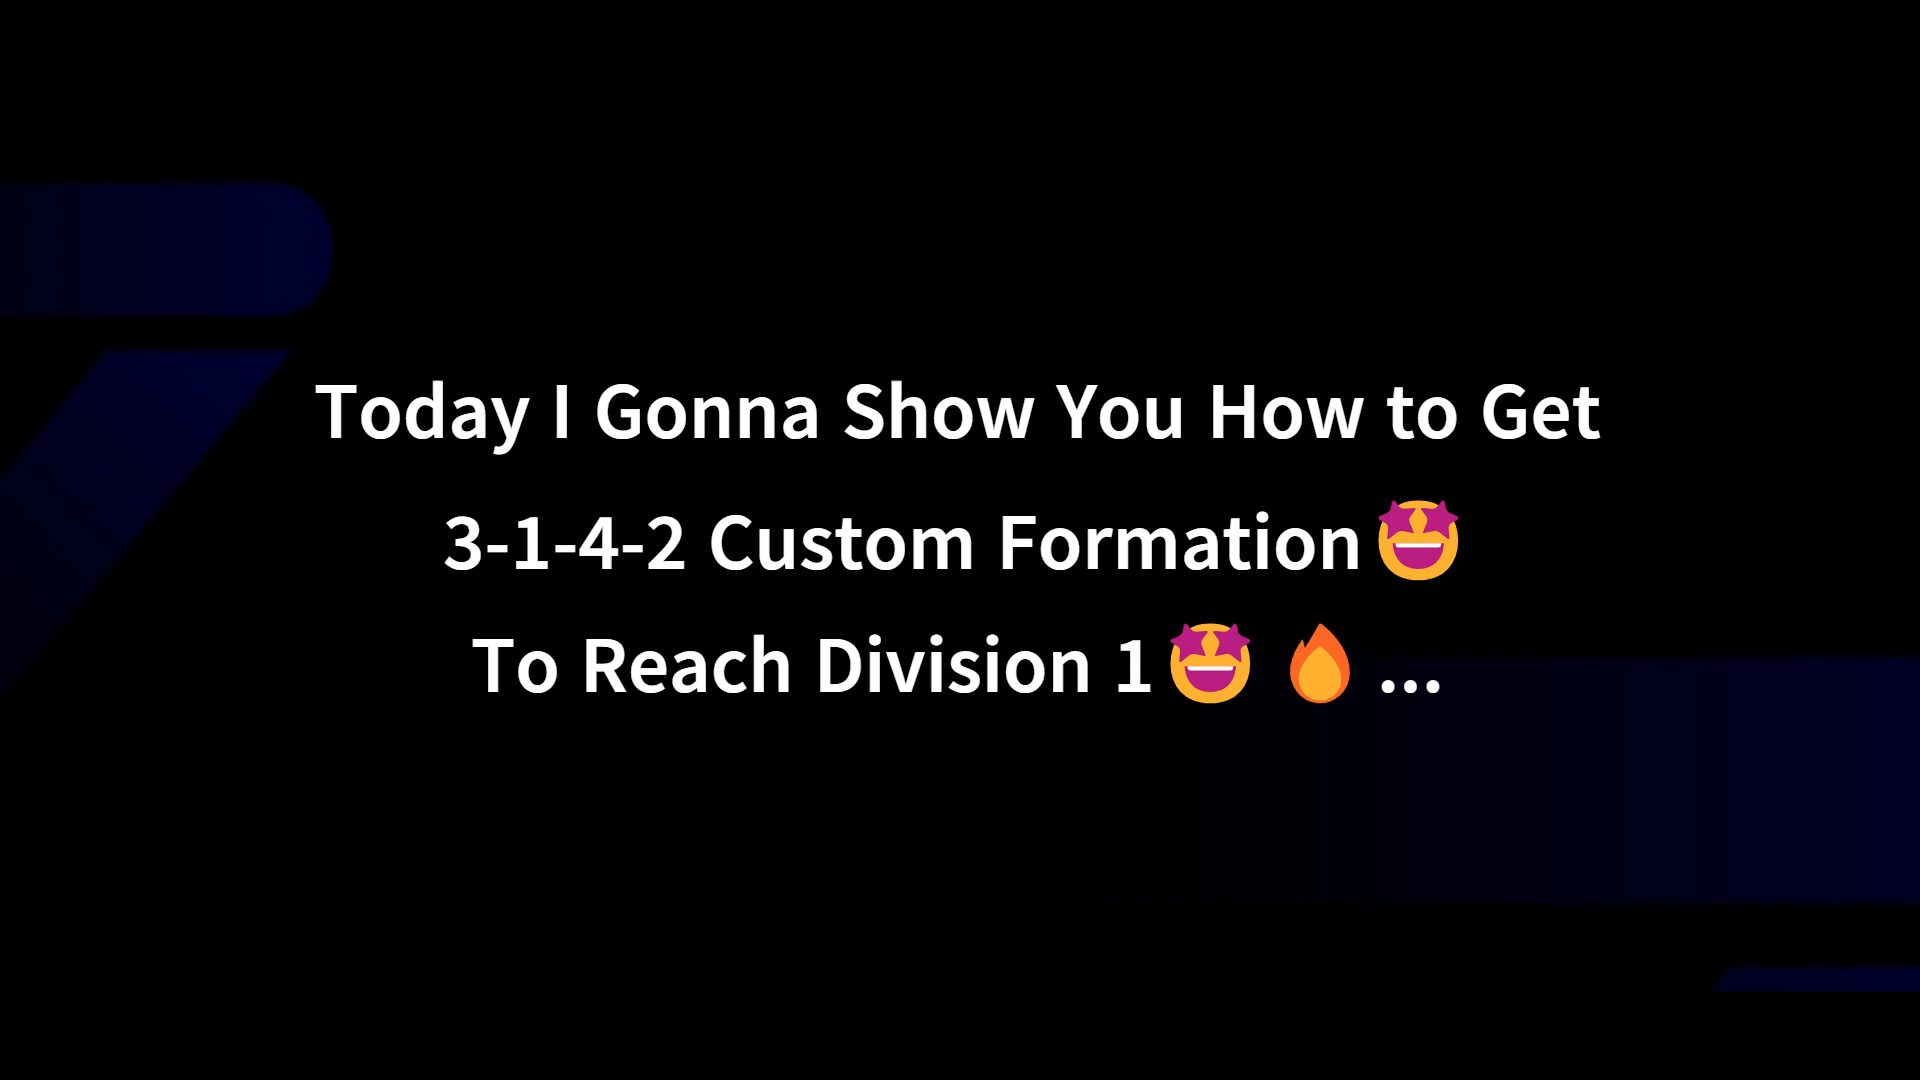 Today I Gonna Show You How to Get
3-1-4-2 Custom Formation🤩
To Reach Division 1🤩 🔥 ...